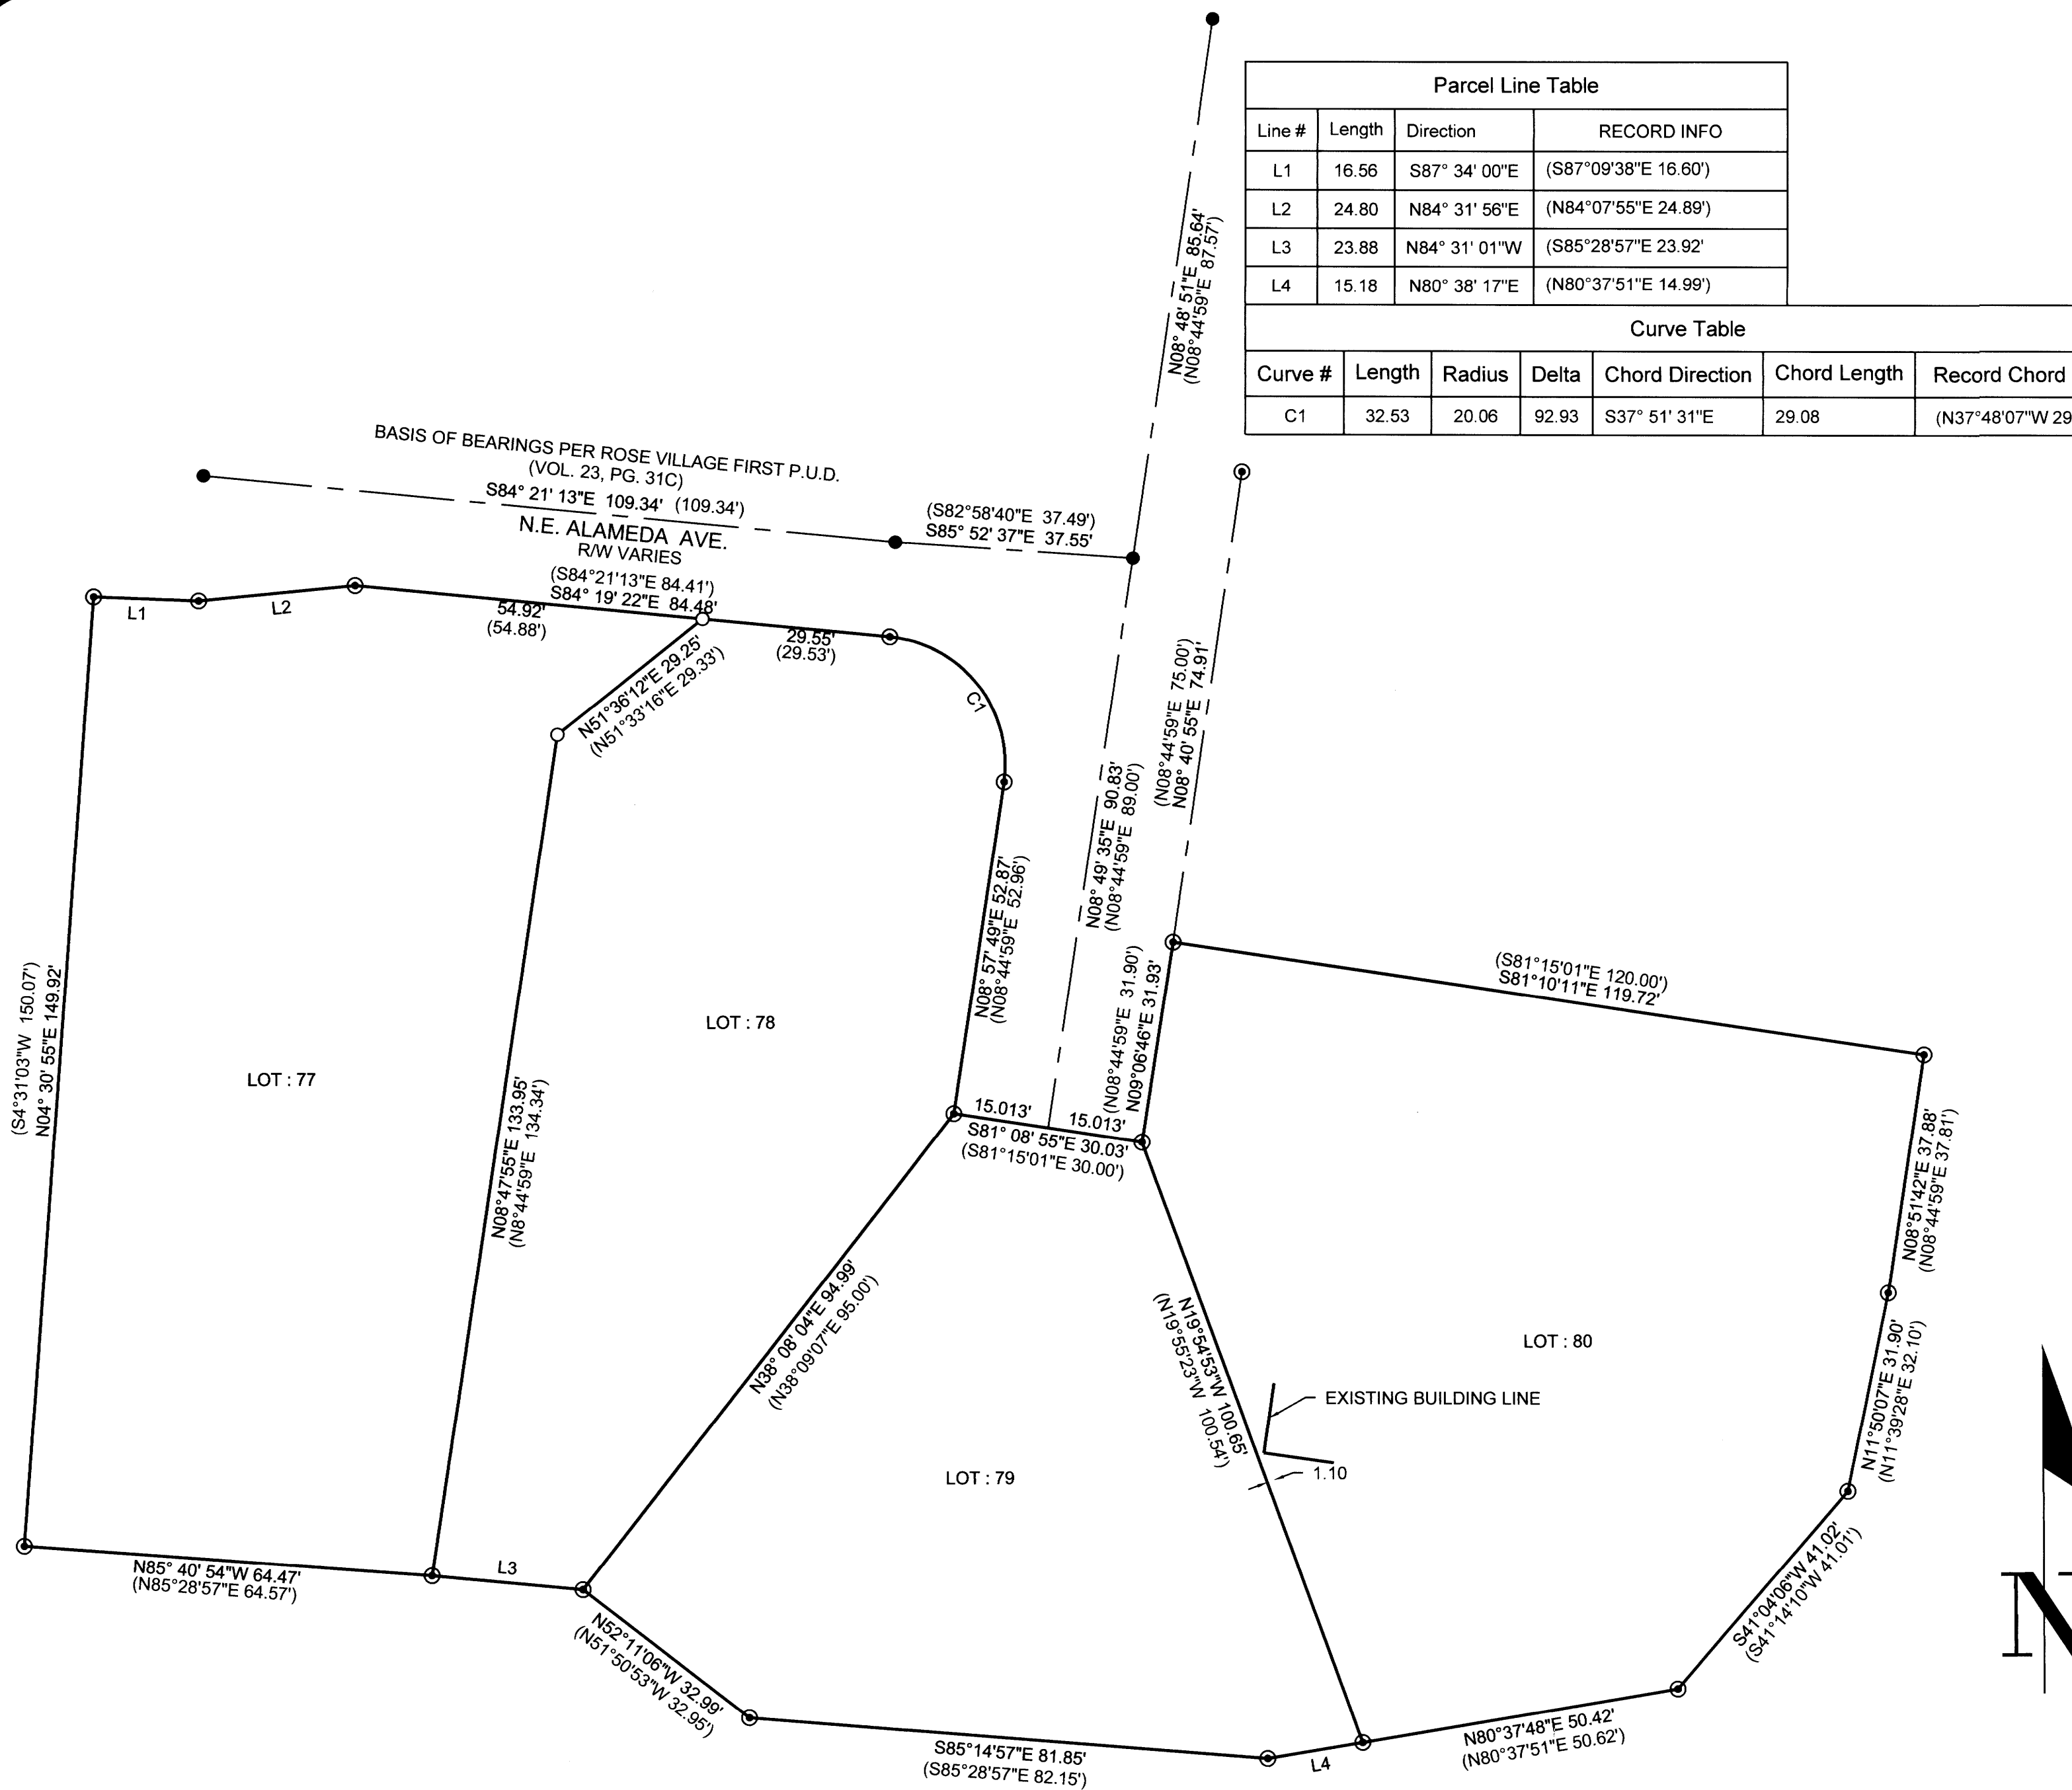 Parcel Line Table
Line # Length Direction RECORD INFO
L1 16.56 S87° 34' 00"E (S87°09'38"E 16.60')
L2 24.80 N84° 31' 56"E (N84°07'55"E 24.89')
L3 23.88 N84° 31' 01"W (S85°28'57"E 23.92'
L4 15.18 N80° 38' 17"E (N80°37'51"E 14.99')
Curve Table
Curve # Length Radius Delta Chord Direction Chord Length Record Chord
C1 32.53 20.06 92.93 S37° 51' 31"E 29.08 (N37°48'07"W 29
N08° 48' 51"E 85.64'
(N08°44'59"E 87.57')
BASIS OF BEARINGS PER ROSE VILLAGE FIRST P.U.D.
(VOL. 23, PG. 31C)
S84° 21' 13"E 109.34' (109.34')
N.E. ALAMEDA AVE.
R/W VARIES
(S82°58'40"E 37.49')
S85° 52' 37"E 37.55'
(S84°21'13"E 84.41')
S84° 19' 22"E 84.48'
L1
L2
54.92'
(54.88')
29.55'
(29.53')
N51°36'12"E 29.25'
(N51°33'16"E 29.33')
C1
(N08°44'59"E 75.00')
N08° 40' 55"E 74.91'
N08° 49' 35"E 90.83'
(N08°44'59"E 89.00')
N08° 57' 49"E 52.87'
(N08°44'59"E 52.96')
(N08°44'59"E 31.90')
N09°06'46"E 31.93'
(S81°15'01"E 120.00')
S81°10'11"E 119.72'
(S4°31'03"W 150.07')
N04° 30' 55"E 149.92'
LOT : 77
LOT : 78
N08°47'55"E 133.95'
(N8°44'59"E 134.34')
15.013'
15.013'
S81° 08' 55"E 30.03'
(S81°15'01"E 30.00')
N08°51'42"E 37.88'
(N08°44'59"E 37.81')
N38° 08' 04"E 94.99'
(N38°09'07"E 95.00')
N19°54'53"W 100.65'
(N19°55'23"W 100.54')
LOT : 80
EXISTING BUILDING LINE
1.10
N11°50'07"E 31.90'
(N11°39'28"E 32.10')
LOT : 79
S41°04'06"W 41.02'
(S41°14'10"W 41.01')
N85° 40' 54"W 64.47'
(N85°28'57"E 64.57')
L3
N52°11'06"W 32.99'
(N51°50'53"W 32.95')
S85°14'57"E 81.85'
(S85°28'57"E 82.15')
L4
N80°37'48"E 50.42'
(N80°37'51"E 50.62')
N